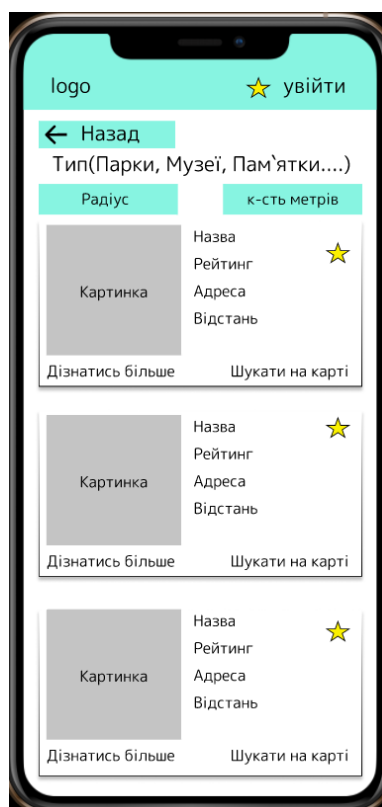 logo увійти
Назад
Тип(Парки, Музеї, Пам`ятки....)
Радіус к-сть метрів
Картинка
Назва
Рейтинг
Адреса
Відстань
Дізнатись більше Шукати на карті
Картинка
Назва
Рейтинг
Адреса
Відстань
Дізнатись більше Шукати на карті
Картинка
Назва
Рейтинг
Адреса
Відстань
Дізнатись більше Шукати на карті